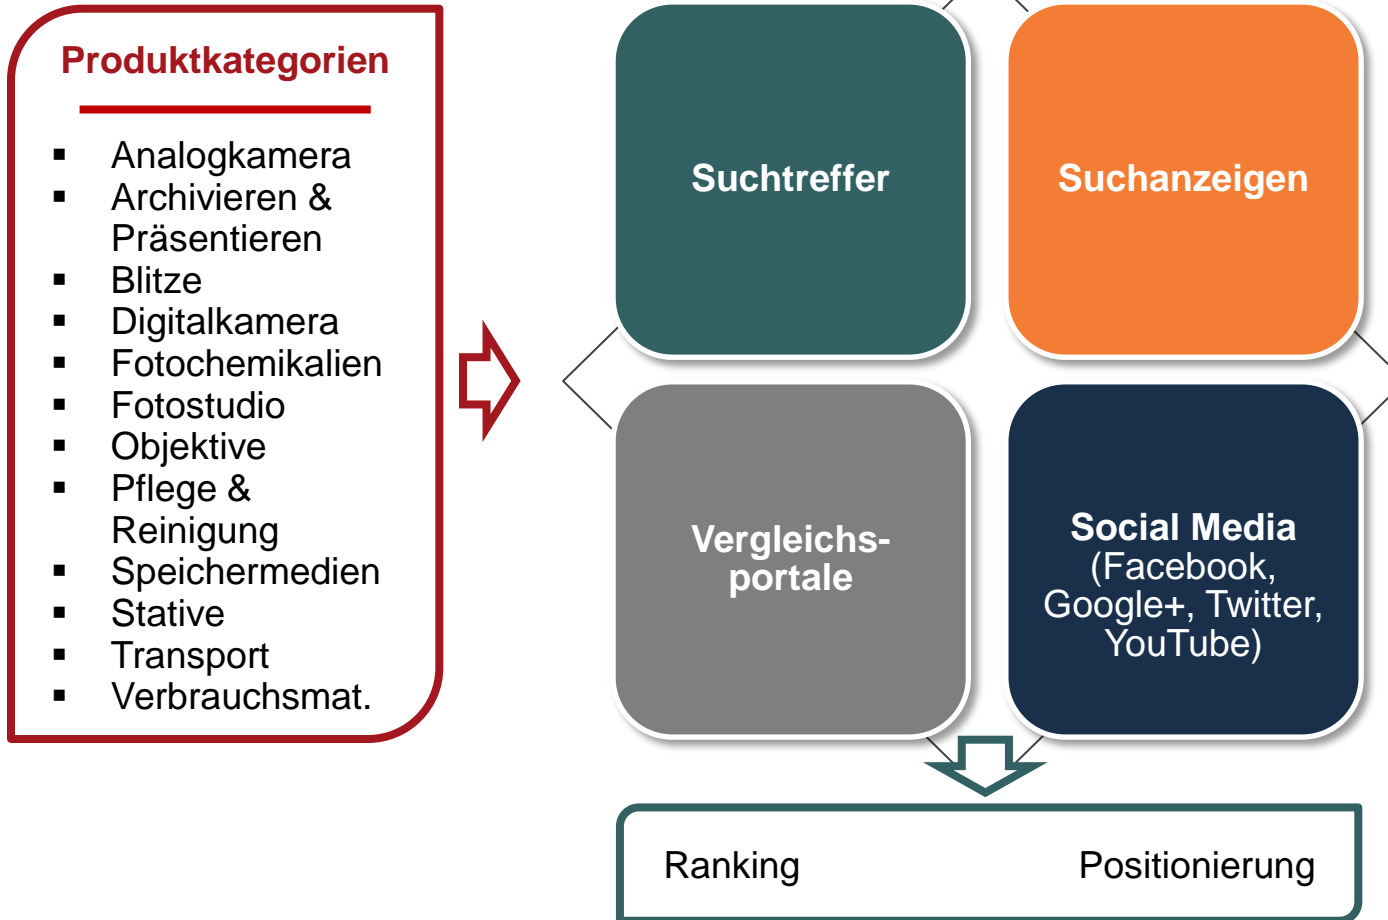 Produktkategorien
▪ Analogkamera
▪ Archivieren &
Präsentieren
▪ Blitze
▪ Digitalkamera
▪ Fotochemikalien
▪ Fotostudio
▪ Objektive
▪ Pflege &
Reinigung
▪ Speichermedien
▪ Stative
▪ Transport
▪ Verbrauchsmat.
Suchtreffer
Suchanzeigen
Vergleichs-
portale
Social Media
(Facebook,
Google+, Twitter,
YouTube)
Ranking
Positionierung